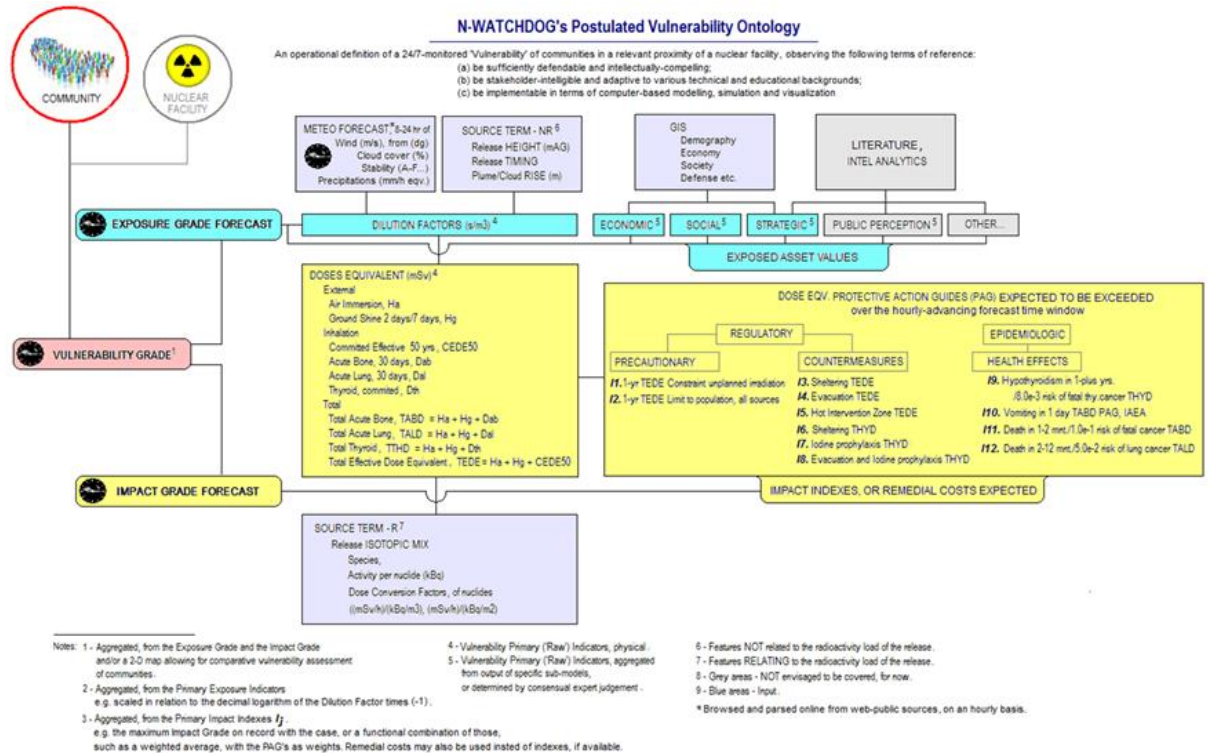 N-WATCHDOG's Postulated Vulnerability Ontology
An operational definition of a 24/7-monitored 'Vulnerability' of communities in a relevant proximity of a nuclear facility, observing the following terms of reference:
(a) be sufficiently defendable and intellectually-compelling;
(b) be stakeholder-intelligible and adaptive to various technical and educational backgrounds;
(c) be implementable in terms of computer-based modelling, simulation and visualization
COMMUNITY
NUCLEAR
FACILITY
METEO FORECAST,* 8-24 hr of
Wind (m/s), from (dg)
Cloud cover (%)
Stability (A-F...)
Precipitations (mm/h eqv.)
SOURCE TERM - NR 6
Release HEIGHT (mAG)
Release TIMING
Plume/Cloud RISE (m)
GIS
Demography
Economy
Society
Defense etc.
LITERATURE,
INTEL ANALYTICS
EXPOSURE GRADE FORECAST
DILUTION FACTORS (s/m3) 4
ECONOMIC 5
SOCIAL 5
STRATEGIC 5
PUBLIC PERCEPTION 5
OTHER...
EXPOSED ASSET VALUES
VULNERABILITY GRADE 1
DOSES EQUIVALENT (mSv) 4
External
Air Immersion, Ha
Ground Shine 2 days/7 days, Hg
Inhalation
Commited Effective 50 yrs, CEDE50
Acute Bone, 30 days, Dab
Acute Lung, 30 days, Dal
Thyroid, commited, Dth
Total
Total Acute Bone, TABD = Ha + Hg + Dab
Total Acute Lung, TALD = Ha + Hg + Dal
Total Thyroid, TTHD = Ha + Hg + Dth
Total Effective Dose Equivalent, TEDE = Ha + Hg + CEDE50
DOSE EQV. PROTECTIVE ACTION GUIDES (PAG) EXPECTED TO BE EXCEEDED
over the hourly-advancing forecast time window
REGULATORY
EPIDEMIOLOGIC
PRECAUTIONARY
I1. 1-yr TEDE Constraint unplanned irradiation
I2. 1-yr TEDE Limit to population, all sources
COUNTERMEASURES
I3. Sheltering TEDE
I4. Evacuation TEDE
I5. Hot Intervention Zone TEDE
I6. Sheltering THYD
I7. Iodine prophylaxis THYD
I8. Evacuation and Iodine prophylaxis THYD
HEALTH EFFECTS
I9. Hypothyroidism in 1-plus yrs.
/8.0e-3 risk of fatal thy.cancer THYD
I10. Vomiting in 1 day TABD PAG, IAEA
I11. Death in 1-2 mnt./1.0e-1 risk of fatal cancer TABD
I12. Death in 2-12 mnt./5.0e-2 risk of lung cancer TALD
IMPACT GRADE FORECAST
IMPACT INDEXES, OR REMEDIAL COSTS EXPECTED
SOURCE TERM - R 7
Release ISOTOPIC MIX
Species,
Activity per nuclide (kBq)
Dose Conversion Factors, of nuclides
((mSv/h)/(kBq/m3), (mSv/h)/(kBq/m2)
Notes: 1 - Aggregated, from the Exposure Grade and the Impact Grade
and/or a 2-D map allowing for comparative vulnerability assessment
of communities.
2 - Aggregated, from the Primary Exposure Indicators
e.g. scaled in relation to the decimal logarithm of the Dilution Factor times (-1).
3 - Aggregated, from the Primary Impact Indexes Ij.
e.g. the maximum Impact Grade on record with the case, or a functional combination of those,
such as a weighted average, with the PAG's as weights. Remedial costs may also be used insted of indexes, if available.
4 - Vulnerability Primary ('Raw') Indicators, physical.
5 - Vulnerability Primary ('Raw') Indicators, aggregated
from output of specific sub-models,
or determined by consensual expert judgement.
6 - Features NOT related to the radioactivity load of the release.
7 - Features RELATING to the radioactivity load of the release.
8 - Grey areas - NOT envisaged to be covered, for now.
9 - Blue areas - Input.
* Browsed and parsed online from web-public sources, on an hourly basis.